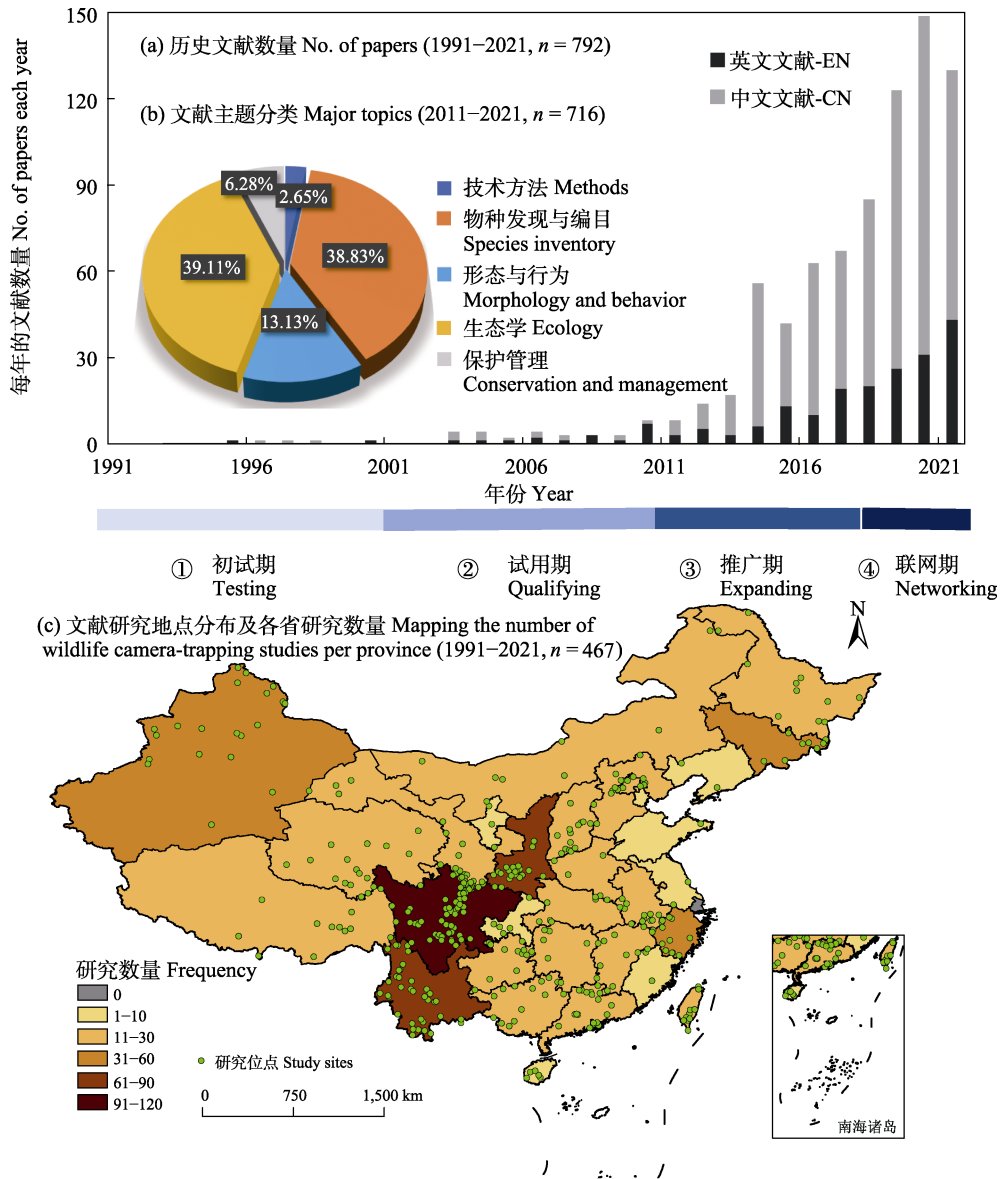 每年的文献数量 No. of papers each year
150
120
90
60
30
0
(a) 历史文献数量 No. of papers (1991−2021, n = 792)
英文文献-EN
中文文献-CN
(b) 文献主题分类 Major topics (2011−2021, n = 716)
6.28%
2.65%
39.11%
38.83%
13.13%
技术方法 Methods
物种发现与编目
Species inventory
形态与行为
Morphology and behavior
生态学 Ecology
保护管理
Conservation and management
1991
1996
2001
2006
2011
2016
2021
年份 Year
① 初试期
Testing
② 试用期
Qualifying
③ 推广期
Expanding
④ 联网期
Networking
(c) 文献研究地点分布及各省研究数量 Mapping the number of
wildlife camera-trapping studies per province (1991−2021, n = 467)
N
研究数量 Frequency
0
1−10
11−30
31−60
61−90
91−120
研究位点 Study sites
0
750
1,500 km
南海诸岛